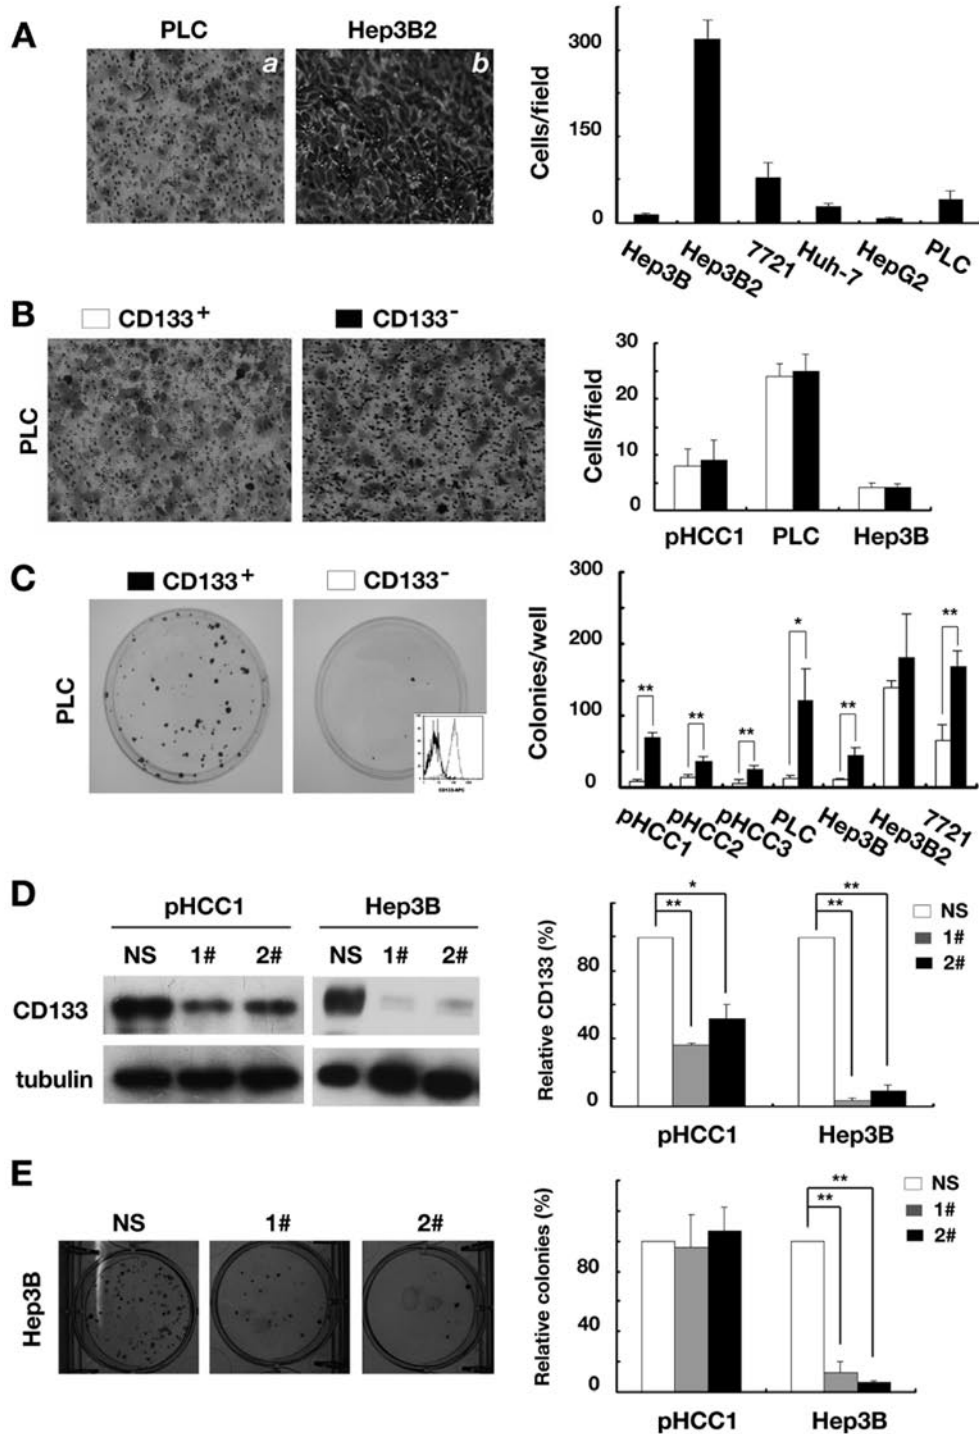 A
PLC
Hep3B2
a
b
Cells/field
300
150
0
Hep3B
Hep3B2
7721
Huh-7
HepG2
PLC
B
CD133+
CD133-
PLC
Cells/field
30
20
10
0
pHCC1
PLC
Hep3B
C
CD133+
CD133-
PLC
CD133-APC
Colonies/well
300
200
100
0
**
**
**
*
**
**
pHCC1
pHCC2
pHCC3
PLC
Hep3B
Hep3B2
7721
D
pHCC1
Hep3B
NS 1# 2#
NS 1# 2#
CD133
tubulin
Relative CD133 (%)
80
40
0
*
**
**
**
NS
1#
2#
pHCC1
Hep3B
E
NS
1#
2#
Hep3B
Relative colonies (%)
80
40
0
**
**
NS
1#
2#
pHCC1
Hep3B